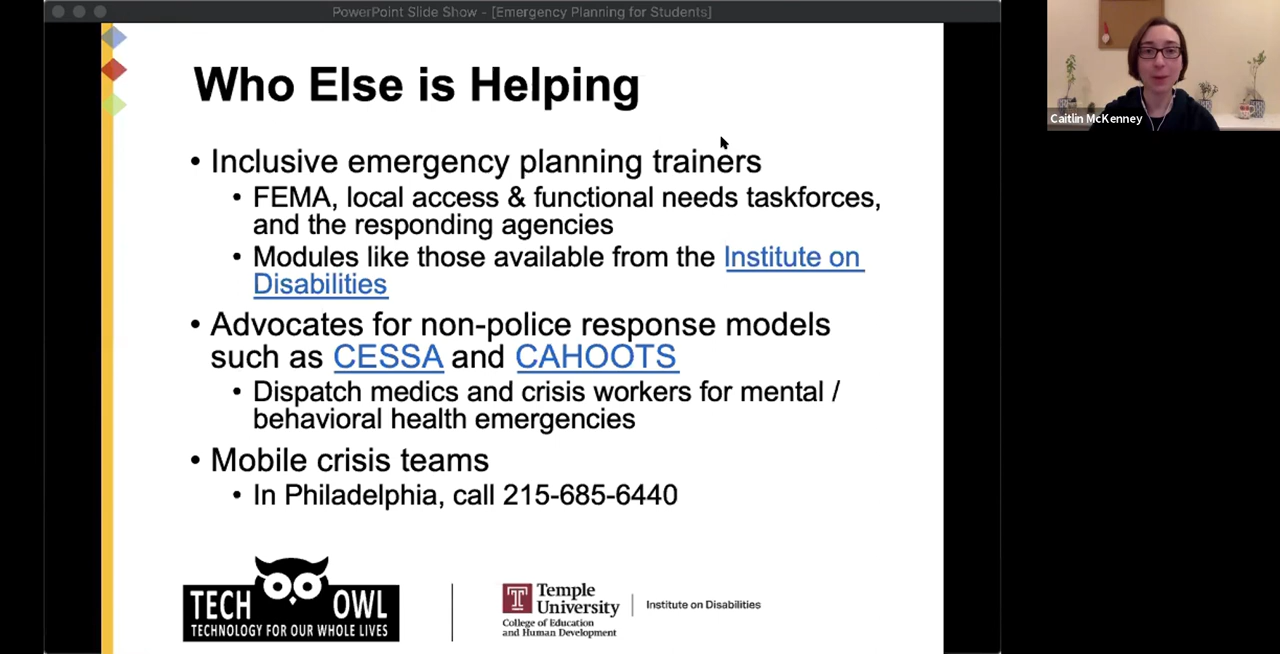 PowerPoint Slide Show - [Emergency Planning for Students]
Who Else is Helping
• Inclusive emergency planning trainers
• FEMA, local access & functional needs taskforces,
and the responding agencies
• Modules like those available from the Institute on
Disabilities
• Advocates for non-police response models
such as CESSA and CAHOOTS
• Dispatch medics and crisis workers for mental /
behavioral health emergencies
• Mobile crisis teams
• In Philadelphia, call 215-685-6440
TECH OWL
TECHNOLOGY FOR OUR WHOLE LIVES
T
Temple
University
College of Education
and Human Development
Institute on Disabilities
Caitlin McKenney